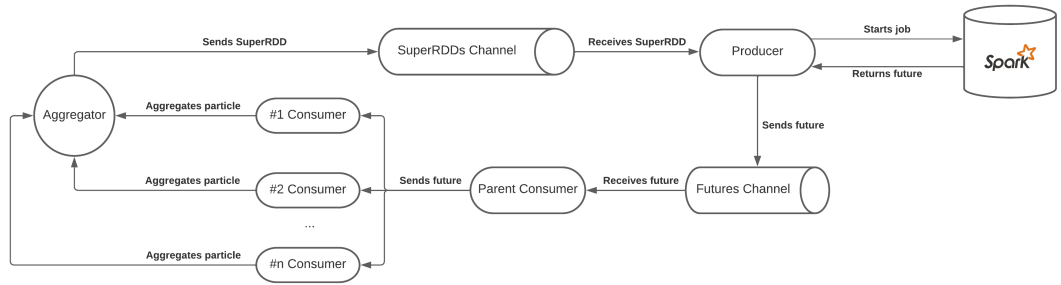 Sends SuperRDD
SuperRDDs Channel
Receives SuperRDD
Producer
Starts job
Returns future
Spark
Aggregator
Aggregates particle
#1 Consumer
Sends future
Aggregates particle
#2 Consumer
Sends future
Parent Consumer
Receives future
Futures Channel
...
Aggregates particle
#n Consumer